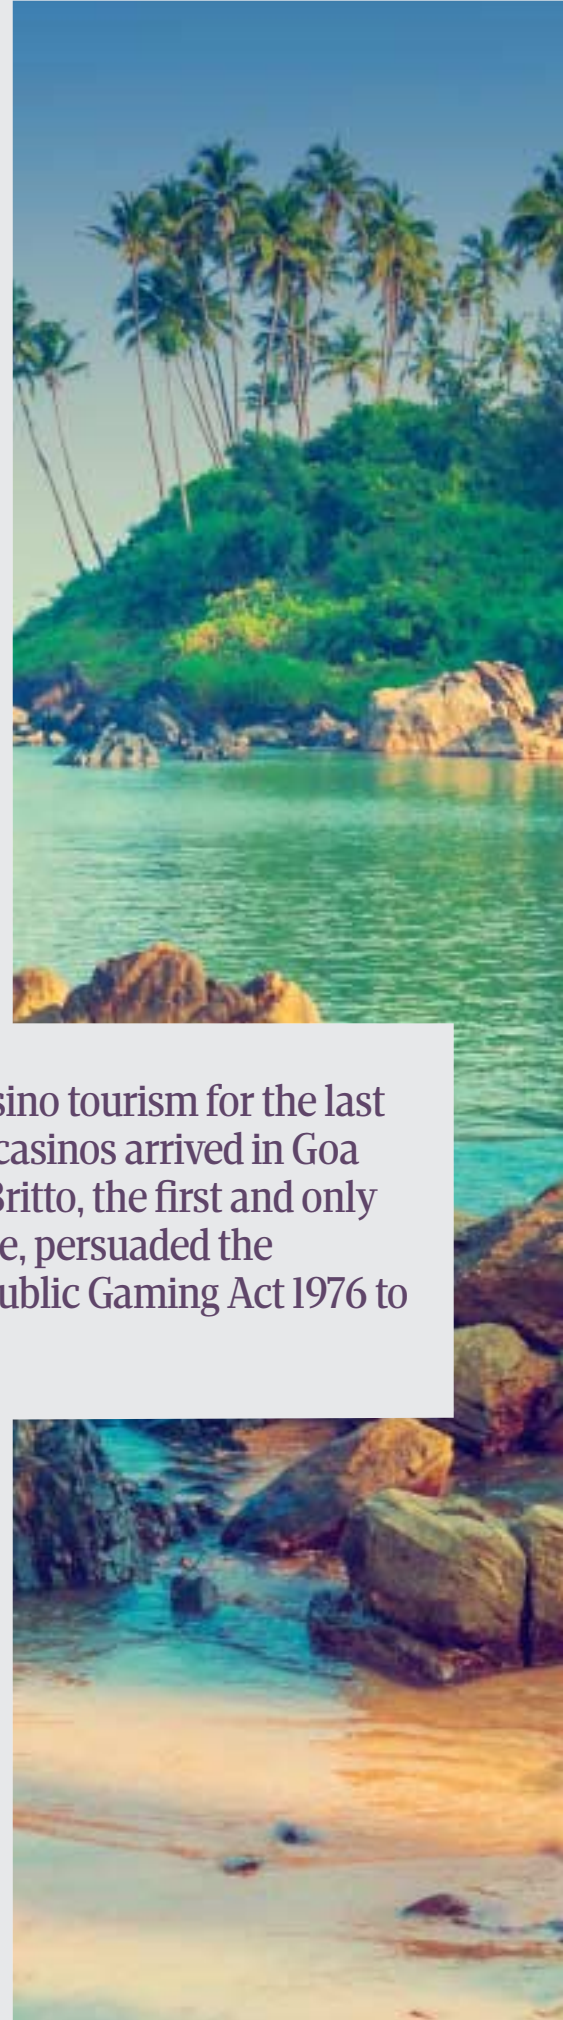 sino tourism for the last
casinos arrived in Goa
Britto, the first and only
e, persuaded the
ublic Gaming Act 1976 to